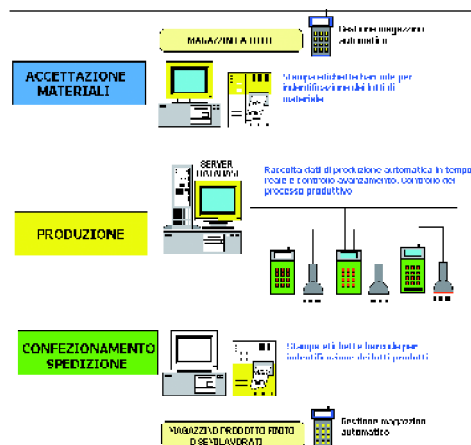 Gestione magazzino
automatico
MAGAZZINI A LOTTI
ACCETTAZIONE
MATERIALI
Stampa etichette barcode per
indentificazione dei lotti di
materiale
SERVER
DATABASE
Raccolta dati di produzione automatica in tempo
reale e controllo avanzamento. Controllo del
processo produttivo
PRODUZIONE
CONFEZIONAMENTO
SPEDIZIONE
Stampa etichette barcode per
indentificazione dei lotti prodotti
MAGAZZINO PRODOTTO FINITO
O SEMILAVORATI
Gestione magazzino
automatico